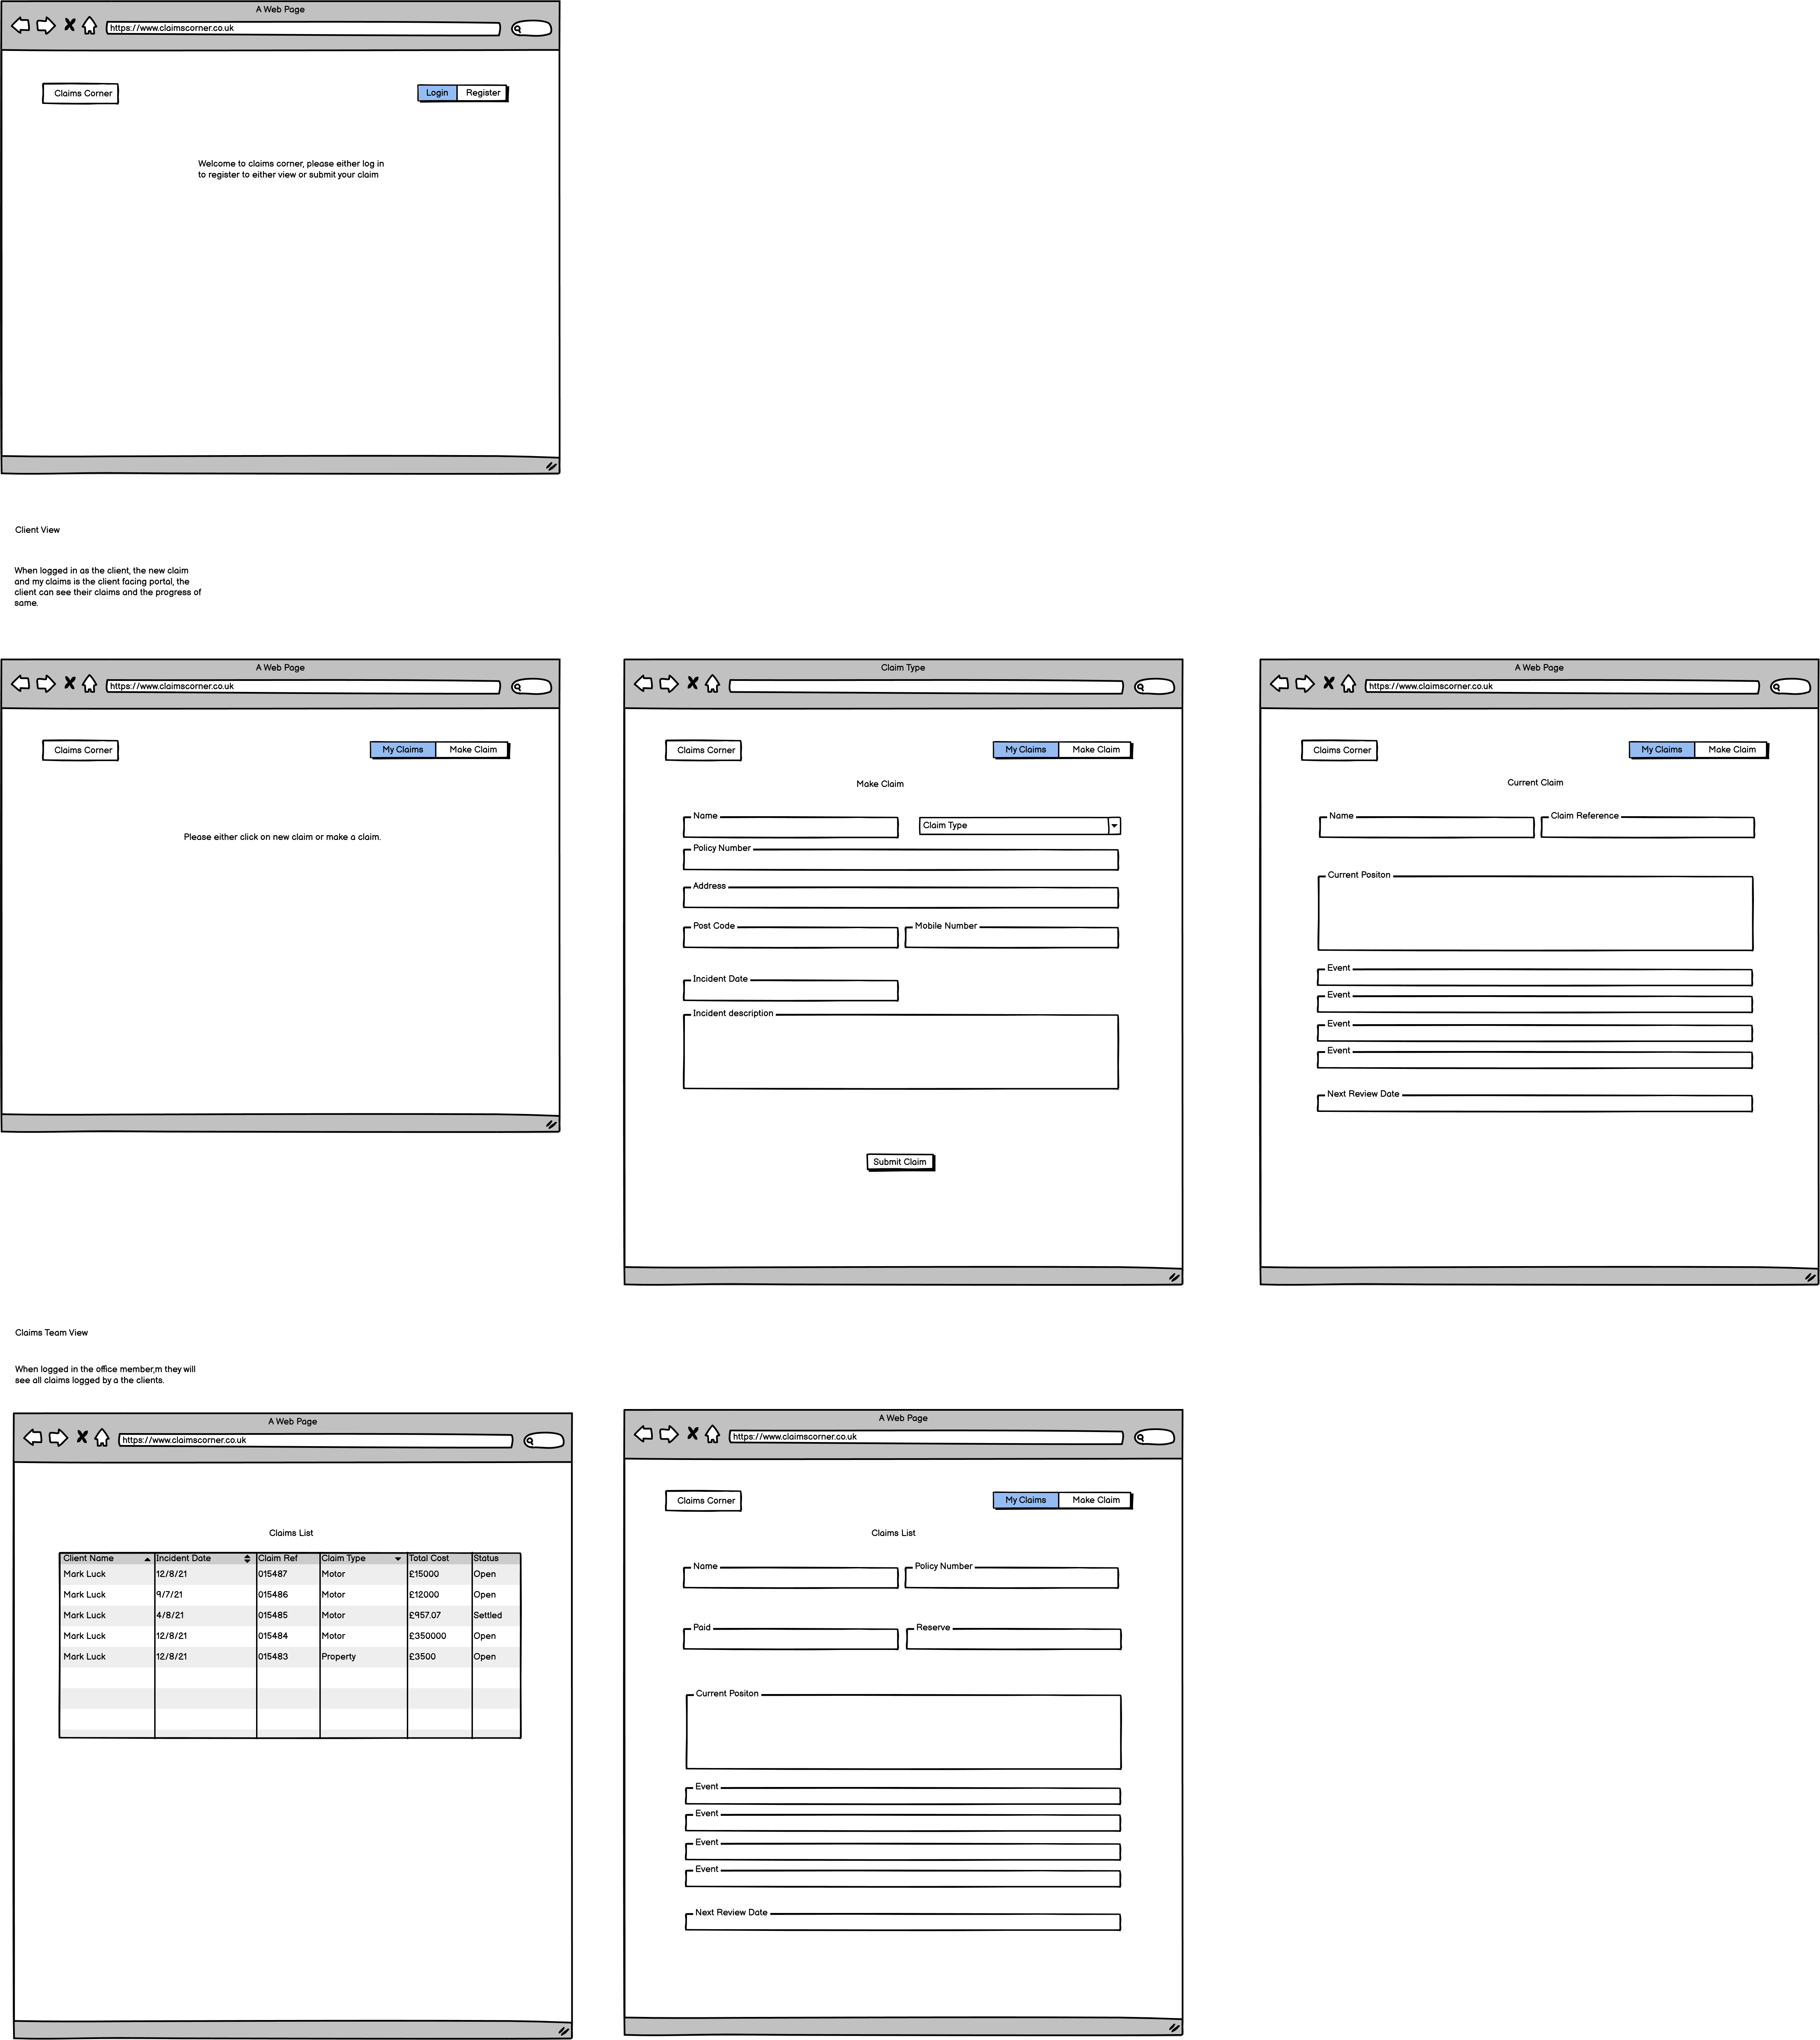 A Web Page
https://www.claimscorner.co.uk
Claims Corner
Login
Register
Welcome to claims corner, please either log in
to register to either view or submit your claim
Client View
When logged in as the client, the new claim
and my claims is the client facing portal, the
client can see their claims and the progress of
same.
A Web Page
https://www.claimscorner.co.uk
Claims Corner
My Claims
Make Claim
Please either click on new claim or make a claim.
Claim Type
Claims Corner
My Claims
Make Claim
Make Claim
Name
Claim Type
Policy Number
Address
Post Code
Mobile Number
Incident Date
Incident description
Submit Claim
A Web Page
https://www.claimscorner.co.uk
Claims Corner
My Claims
Make Claim
Current Claim
Name
Claim Reference
Current Positon
Event
Event
Event
Event
Next Review Date
Claims Team View
When logged in the office member,m they will
see all claims logged by a the clients.
A Web Page
https://www.claimscorner.co.uk
Claims List
Client Name Incident Date Claim Ref Claim Type Total Cost Status
Mark Luck 12/8/21 015487 Motor £15000 Open
Mark Luck 9/7/21 015486 Motor £12000 Open
Mark Luck 4/8/21 015485 Motor £957.07 Settled
Mark Luck 12/8/21 015484 Motor £350000 Open
Mark Luck 12/8/21 015483 Property £3500 Open
A Web Page
https://www.claimscorner.co.uk
Claims Corner
My Claims
Make Claim
Claims List
Name
Policy Number
Paid
Reserve
Current Positon
Event
Event
Event
Event
Next Review Date